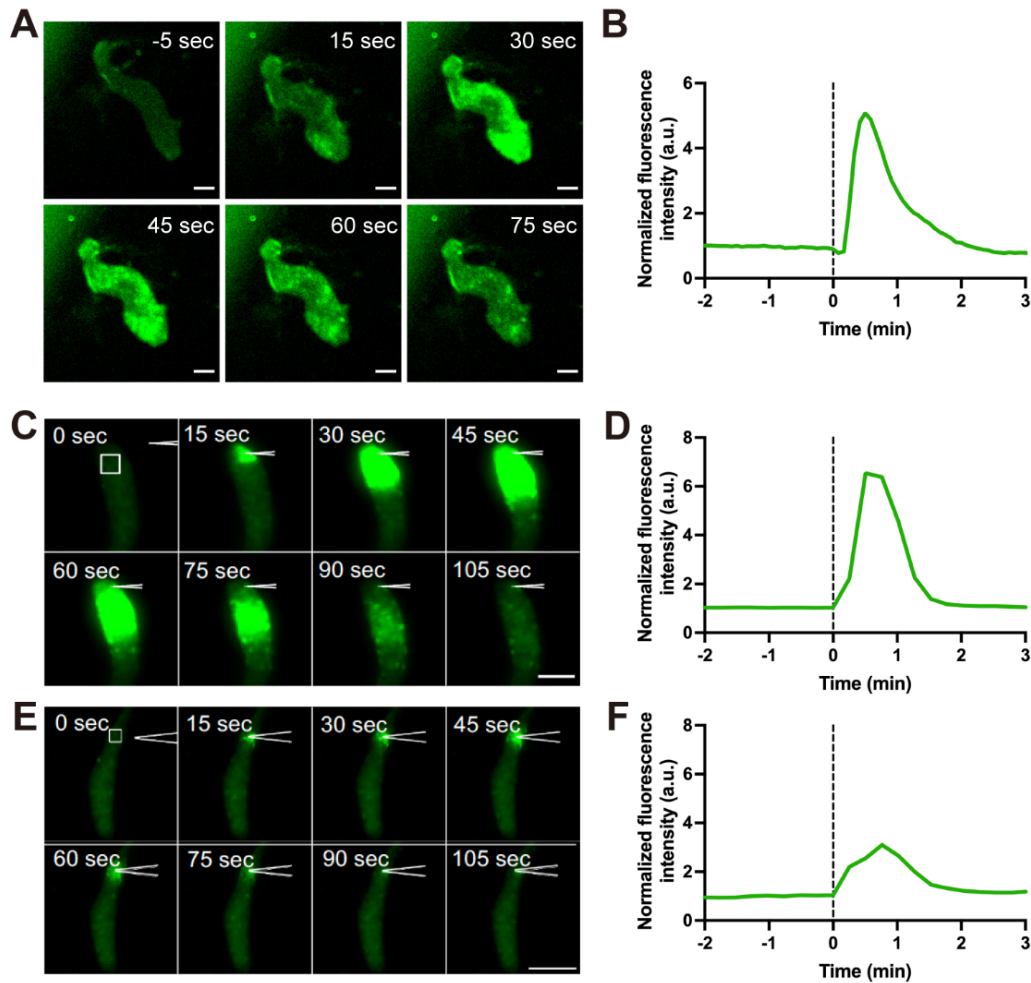 A
-5 sec
15 sec
30 sec
45 sec
60 sec
75 sec
B
Normalized fluorescence
intensity (a.u.)
6
4
2
0
-2
-1
0
1
2
3
Time (min)
C
0 sec
15 sec
30 sec
45 sec
60 sec
75 sec
90 sec
105 sec
D
Normalized fluorescence
intensity (a.u.)
8
6
4
2
0
-2
-1
0
1
2
3
Time (min)
E
0 sec
15 sec
30 sec
45 sec
60 sec
75 sec
90 sec
105 sec
F
Normalized fluorescence
intensity (a.u.)
8
6
4
2
0
-2
-1
0
1
2
3
Time (min)